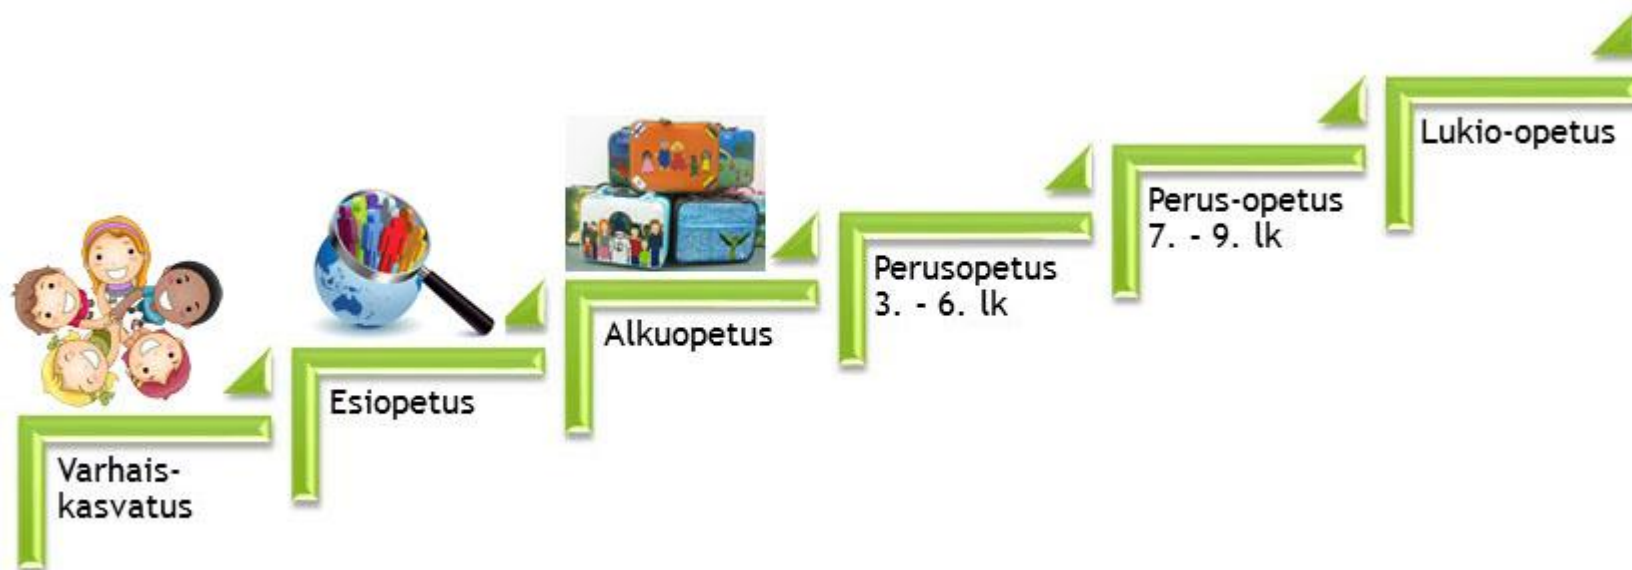 Varhais-
kasvatus
Esiopetus
Alkuopetus
Perusopetus
3. - 6. lk
Perus-opetus
7. - 9. lk
Lukio-opetus